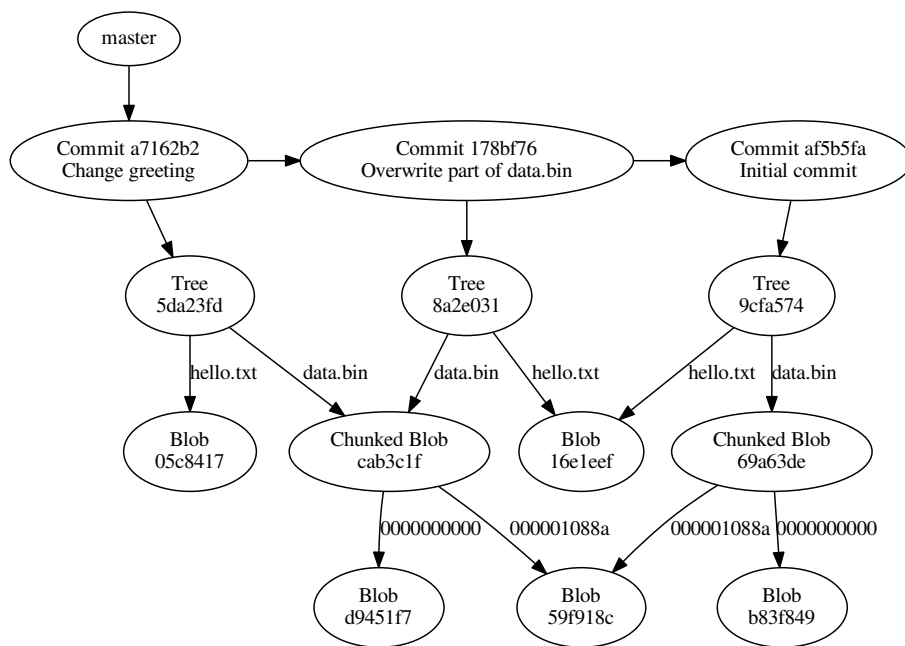 master
Commit a7162b2
Change greeting
Commit 178bf76
Overwrite part of data.bin
Commit af5b5fa
Initial commit
Tree
5da23fd
Tree
8a2e031
Tree
9cfa574
hello.txt
data.bin
data.bin
hello.txt
hello.txt
data.bin
Blob
05c8417
Chunked Blob
cab3c1f
Blob
16e1eef
Chunked Blob
69a63de
0000000000
000001088a
000001088a
0000000000
Blob
d9451f7
Blob
59f918c
Blob
b83f849